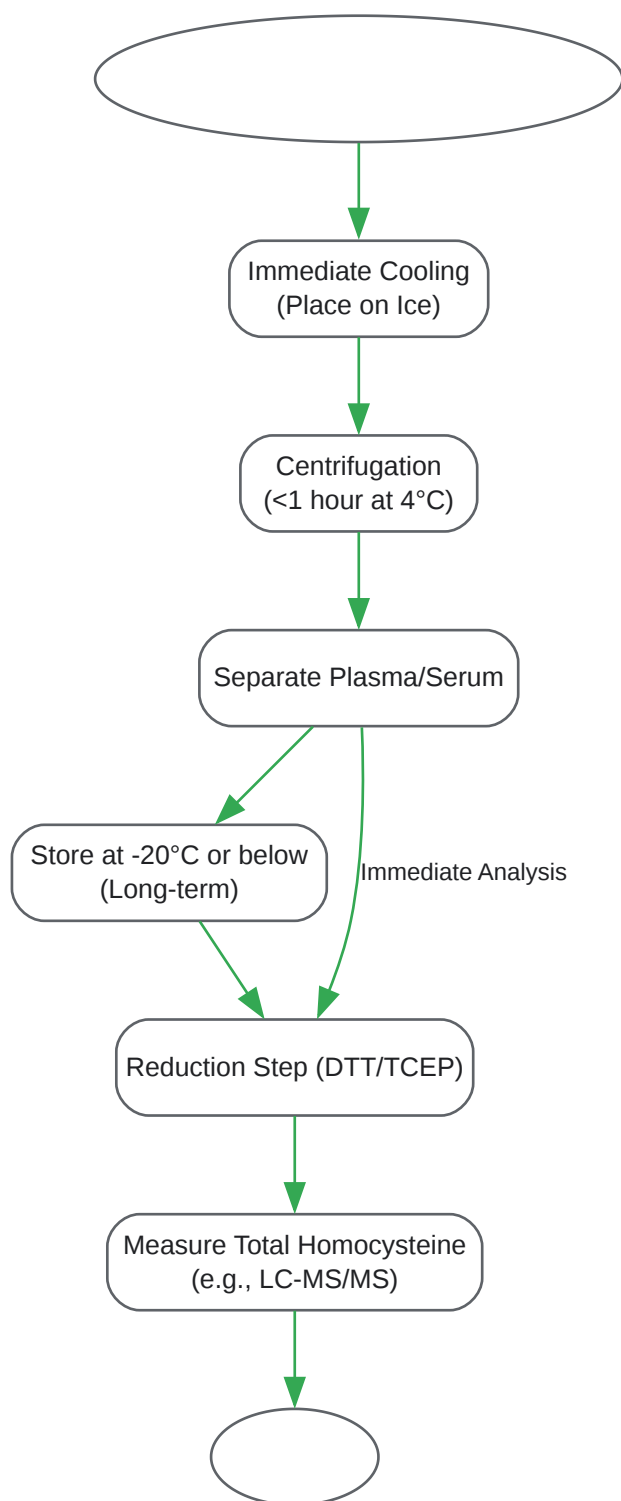 Immediate Cooling
(Place on Ice)
Centrifugation
(<1 hour at 4°C)
Separate Plasma/Serum
Store at -20°C or below
(Long-term)
Immediate Analysis
Reduction Step (DTT/TCEP)
Measure Total Homocysteine
(e.g., LC-MS/MS)